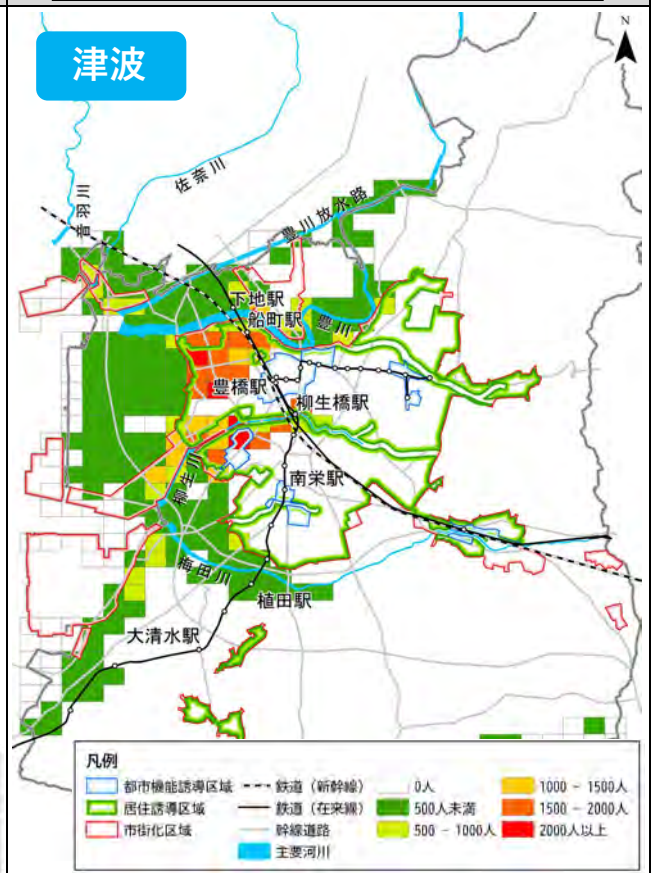 津波
N
佐奈川
音羽川
豊川放水路
下地駅
船町駅
豊川
豊橋駅
柳生橋駅
南栄駅
柳生川
梅田川
植田駅
大清水駅
凡例
都市機能誘導区域
鉄道（新幹線）
0人
1000 - 1500人
居住誘導区域
鉄道（在来線）
500人未満
1500 - 2000人
市街化区域
幹線道路
500 - 1000人
2000人以上
主要河川